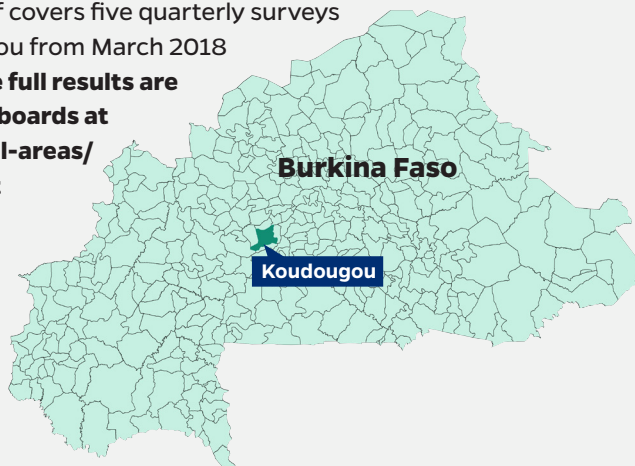 covers five quarterly surveys
ou from March 2018
full results are
boards at
l-areas/
Burkina Faso
Koudougou